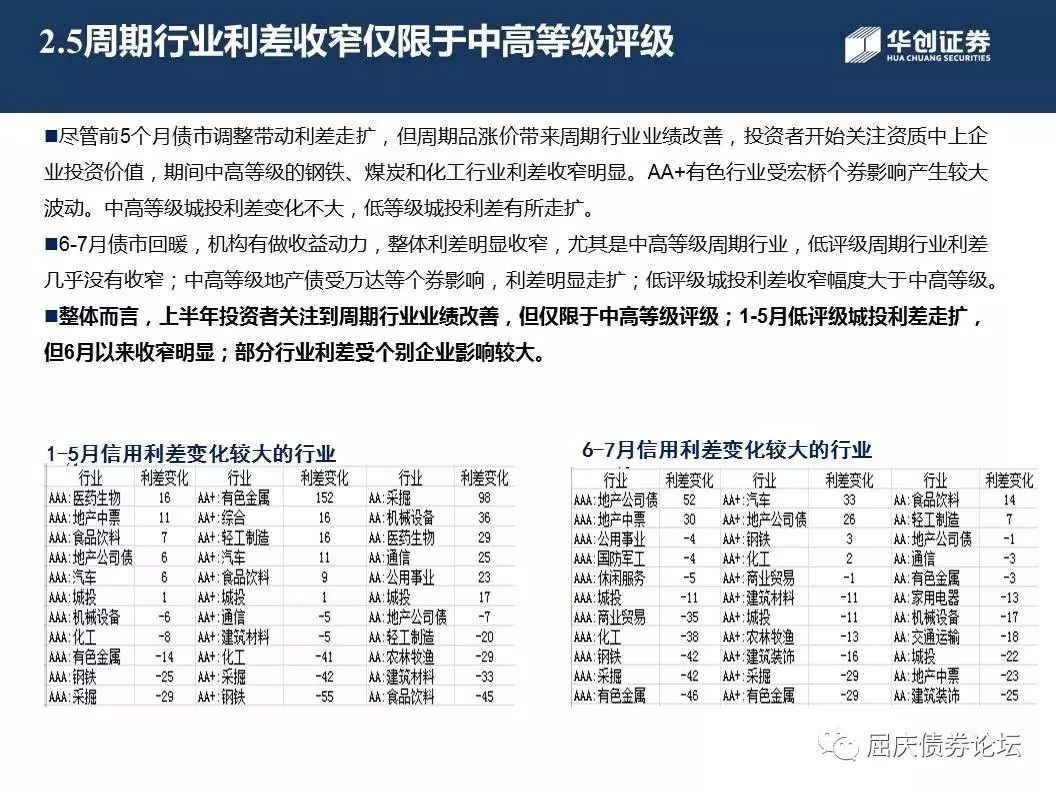 2.5周期行业利差收窄仅限于中高等级评级
华创证券
HUA CHUANG SECURITIES
■尽管前5个月债市调整带动利差走扩，但周期品涨价带来周期行业业绩改善，投资者开始关注资质中上企
业投资价值，期间中高等级的钢铁、煤炭和化工行业利差收窄明显。AA+有色行业受宏桥个券影响产生较大
波动。中高等级城投利差变化不大，低等级城投利差有所走扩。
■6-7月债市回暖，机构有做收益动力，整体利差明显收窄，尤其是中高等级周期行业，低评级周期行业利差
几乎没有收窄；中高等级地产债受万达等个券影响，利差明显走扩；低评级城投利差收窄幅度大于中高等级。
■整体而言，上半年投资者关注到周期行业业绩改善，但仅限于中高等级评级；1-5月低评级城投利差走扩，
但6月以来收窄明显；部分行业利差受个别企业影响较大。
1-5月信用利差变化较大的行业
行业 利差变化 行业 利差变化 行业 利差变化
AAA:医药生物 16 AA+:有色金属 152 AA:采掘 98
AAA:地产中票 11 AA+:综合 16 AA:机械设备 36
AAA:食品饮料 7 AA+:轻工制造 16 AA:医药生物 29
AAA:地产公司债 6 AA+:汽车 11 AA:通信 25
AAA:汽车 6 AA+:食品饮料 9 AA:公用事业 23
AAA:城投 1 AA+:城投 1 AA:城投 17
AAA:机械设备 -6 AA+:通信 -5 AA:地产公司债 -7
AAA:化工 -8 AA+:建筑材料 -5 AA:轻工制造 -20
AAA:有色金属 -14 AA+:化工 -41 AA:农林牧渔 -29
AAA:钢铁 -25 AA+:采掘 -42 AA:建筑材料 -33
AAA:采掘 -29 AA+:钢铁 -55 AA:食品饮料 -45
6-7月信用利差变化较大的行业
行业 利差变化 行业 利差变化 行业 利差变化
AAA:地产公司债 52 AA+:汽车 33 AA:食品饮料 14
AAA:地产中票 30 AA+:地产公司债 26 AA:轻工制造 7
AAA:公用事业 -4 AA+:钢铁 3 AA:地产公司债 -1
AAA:国防军工 -4 AA+:化工 2 AA:通信 -3
AAA:休闲服务 -5 AA+:商业贸易 -1 AA:有色金属 -3
AAA:城投 -11 AA+:建筑材料 -11 AA:家用电器 -13
AAA:商业贸易 -35 AA+:城投 -11 AA:机械设备 -17
AAA:化工 -38 AA+:农林牧渔 -13 AA:交通运输 -18
AAA:钢铁 -42 AA+:建筑装饰 -16 AA:城投 -22
AAA:采掘 -42 AA+:采掘 -29 AA:地产中票 -23
AAA:有色金属 -46 AA+:有色金属 -29 AA:建筑装饰 -25
屈庆债券论坛